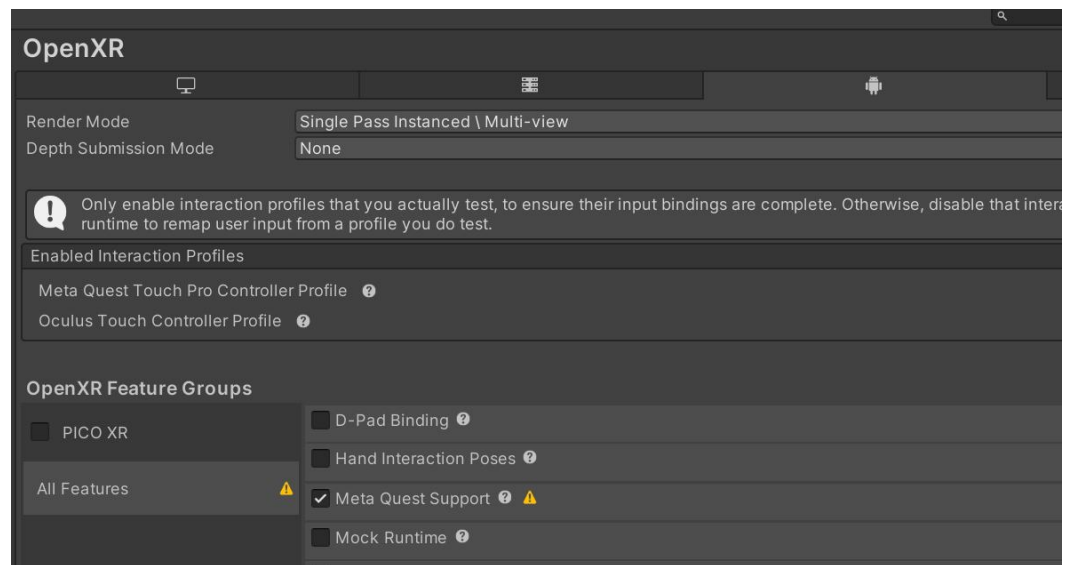 OpenXR
Render Mode
Single Pass Instanced \ Multi-view
Depth Submission Mode
None
Only enable interaction profiles that you actually test, to ensure their input bindings are complete. Otherwise, disable that
runtime to remap user input from a profile you do test.
Enabled Interaction Profiles
Meta Quest Touch Pro Controller Profile
Oculus Touch Controller Profile
OpenXR Feature Groups
PICO XR
All Features
D-Pad Binding
Hand Interaction Poses
Meta Quest Support
Mock Runtime